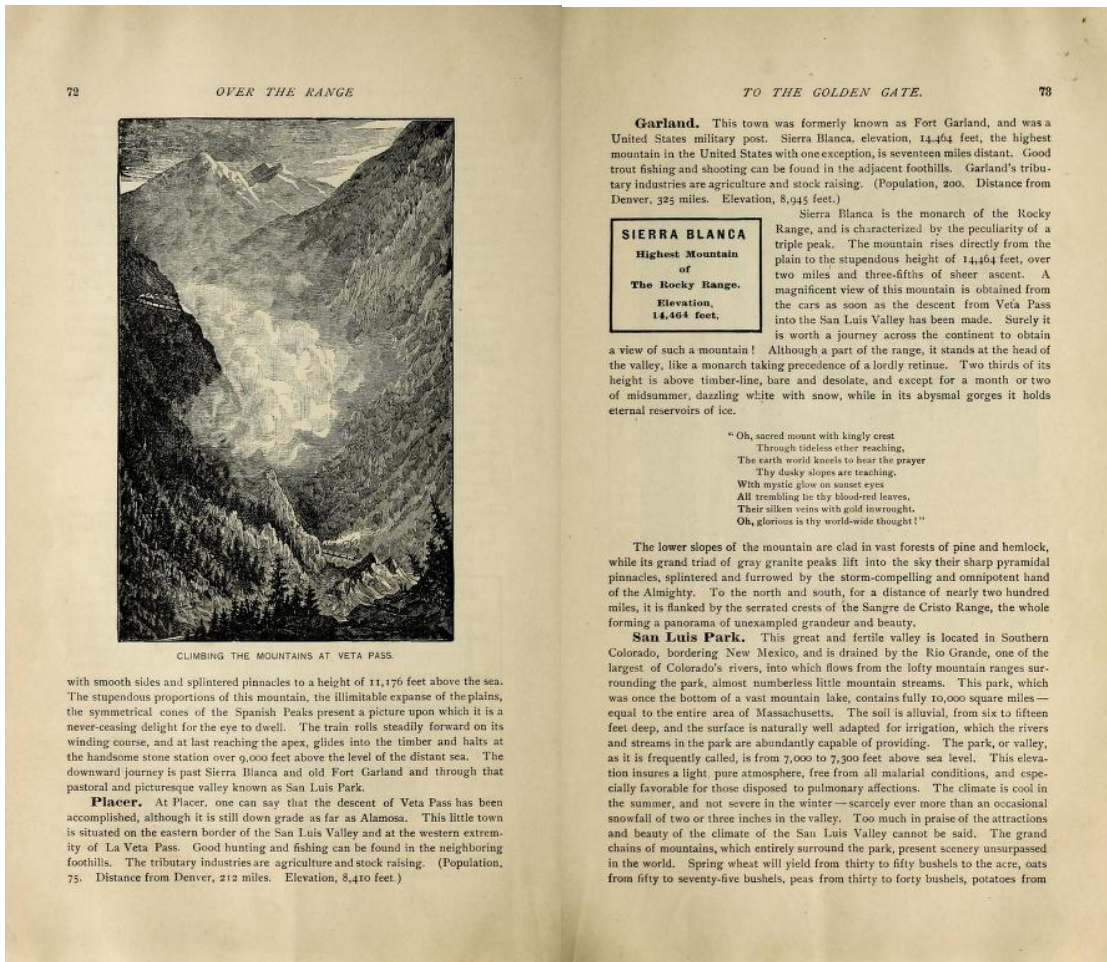 72
OVER THE RANGE
CLIMBING THE MOUNTAINS AT VETA PASS.
with smooth sides and splintered pinnacles to a height of 11,176 feet above the sea.
The stupendous proportions of this mountain, the illimitable expanse of the plains,
the symmetrical cones of the Spanish Peaks present a picture upon which it is a
never-ceasing delight for the eye to dwell. The train rolls steadily forward on its
winding course, and at last reaching the apex, glides into the timber and halts at
the handsome stone station over 9,000 feet above the level of the distant sea. The
downward journey is past Sierra Blanca and old Fort Garland and through that
pastoral and picturesque valley known as San Luis Park.
Placer. At Placer, one can say that the descent of Veta Pass has been
accomplished, although it is still down grade as far as Alamosa. This little town
is situated on the eastern border of the San Luis Valley and at the western extrem-
ity of La Veta Pass. Good hunting and fishing can be found in the neighboring
foothills. The tributary industries are agriculture and stock raising. (Population,
75. Distance from Denver, 212 miles. Elevation, 8,410 feet.)
TO THE GOLDEN GATE.
73
Garland. This town was formerly known as Fort Garland, and was a
United States military post. Sierra Blanca, elevation, 14,464 feet, the highest
mountain in the United States with one exception, is seventeen miles distant. Good
trout fishing and shooting can be found in the adjacent foothills. Garland's tribu-
tary industries are agriculture and stock raising. (Population, 200. Distance from
Denver, 325 miles. Elevation, 8,945 feet.)
SIERRA BLANCA
Highest Mountain
of
The Rocky Range.
Elevation,
14,464 feet,
Sierra Blanca is the monarch of the Rocky
Range, and is characterized by the peculiarity of a
triple peak. The mountain rises directly from the
plain to the stupendous height of 14,464 feet, over
two miles and three-fifths of sheer ascent. A
magnificent view of this mountain is obtained from
the cars as soon as the descent from Veta Pass
into the San Luis Valley has been made. Surely it
is worth a journey across the continent to obtain
a view of such a mountain! Although a part of the range, it stands at the head of
the valley, like a monarch taking precedence of a lordly retinue. Two thirds of its
height is above timber-line, bare and desolate, and except for a month or two
of midsummer, dazzling white with snow, while in its abysmal gorges it holds
eternal reservoirs of ice.
"Oh, sacred mount with kingly crest
Through tideless ether reaching,
The earth world kneels to hear the prayer
Thy dusky slopes are teaching.
With mystic glow on sunset eyes
All trembling lie thy blood-red leaves,
Their silken veins with gold inwrought.
Oh, glorious is thy world-wide thought!"
The lower slopes of the mountain are clad in vast forests of pine and hemlock,
while its grand triad of gray granite peaks lift into the sky their sharp pyramidal
pinnacles, splintered and furrowed by the storm-compelling and omnipotent hand
of the Almighty. To the north and south, for a distance of nearly two hundred
miles, it is flanked by the serrated crests of the Sangre de Cristo Range, the whole
forming a panorama of unexampled grandeur and beauty.
San Luis Park. This great and fertile valley is located in Southern
Colorado, bordering New Mexico, and is drained by the Rio Grande, one of the
largest of Colorado's rivers, into which flows from the lofty mountain ranges sur-
rounding the park, almost numberless little mountain streams. This park, which
was once the bottom of a vast mountain lake, contains fully 10,000 square miles—
equal to the entire area of Massachusetts. The soil is alluvial, from six to fifteen
feet deep, and the surface is naturally well adapted for irrigation, which the rivers
and streams in the park are abundantly capable of providing. The park, or valley,
as it is frequently called, is from 7,000 to 7,300 feet above sea level. This eleva-
tion insures a light, pure atmosphere, free from all malarial conditions, and espe-
cially favorable for those disposed to pulmonary affections. The climate is cool in
the summer, and not severe in the winter—scarcely ever more than an occasional
snowfall of two or three inches in the valley. Too much in praise of the attractions
and beauty of the climate of the San Luis Valley cannot be said. The grand
chains of mountains, which entirely surround the park, present scenery unsurpassed
in the world. Spring wheat will yield from thirty to fifty bushels to the acre, oats
from fifty to seventy-five bushels, peas from thirty to forty bushels, potatoes from